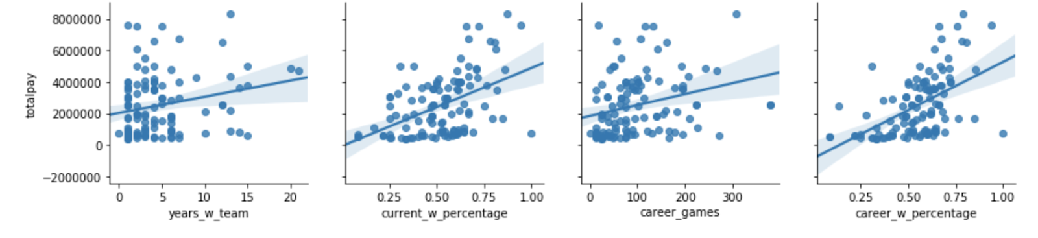 totalpay
8000000
6000000
4000000
2000000
0
−2000000
0 5 10 15 20
years_w_team
0.25 0.50 0.75 1.00
current_w_percentage
0 100 200 300
career_games
0.25 0.50 0.75 1.00
career_w_percentage